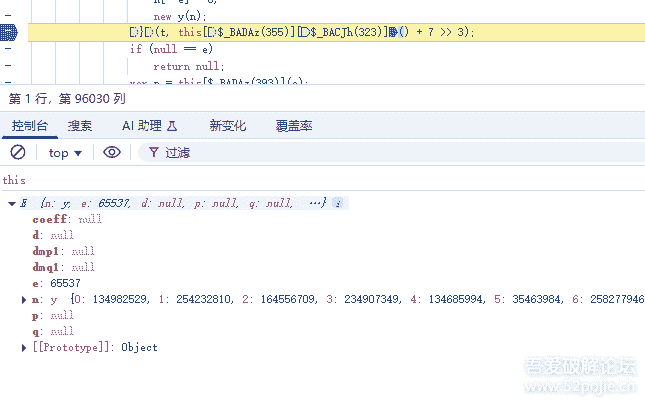 new y(n);
}(t, this[$_BADAz(355)][$_BACJh(323)]() + 7 >> 3);
if (null == e)
return null;
var n = this[$_BADAz(393)](e);
第 1 行，第 96030 列
控制台 搜索 AI 助理 新变化 覆盖率
top 过滤
this
{n: y, e: 65537, d: null, p: null, q: null, …}
coeff: null
d: null
dmp1: null
dmq1: null
e: 65537
n: y {0: 134982529, 1: 254232810, 2: 164556709, 3: 234907349, 4: 134685994, 5: 35463984, 6: 258277946
p: null
q: null
[[Prototype]]: Object
吾爱破解论坛
www.52pojie.cn